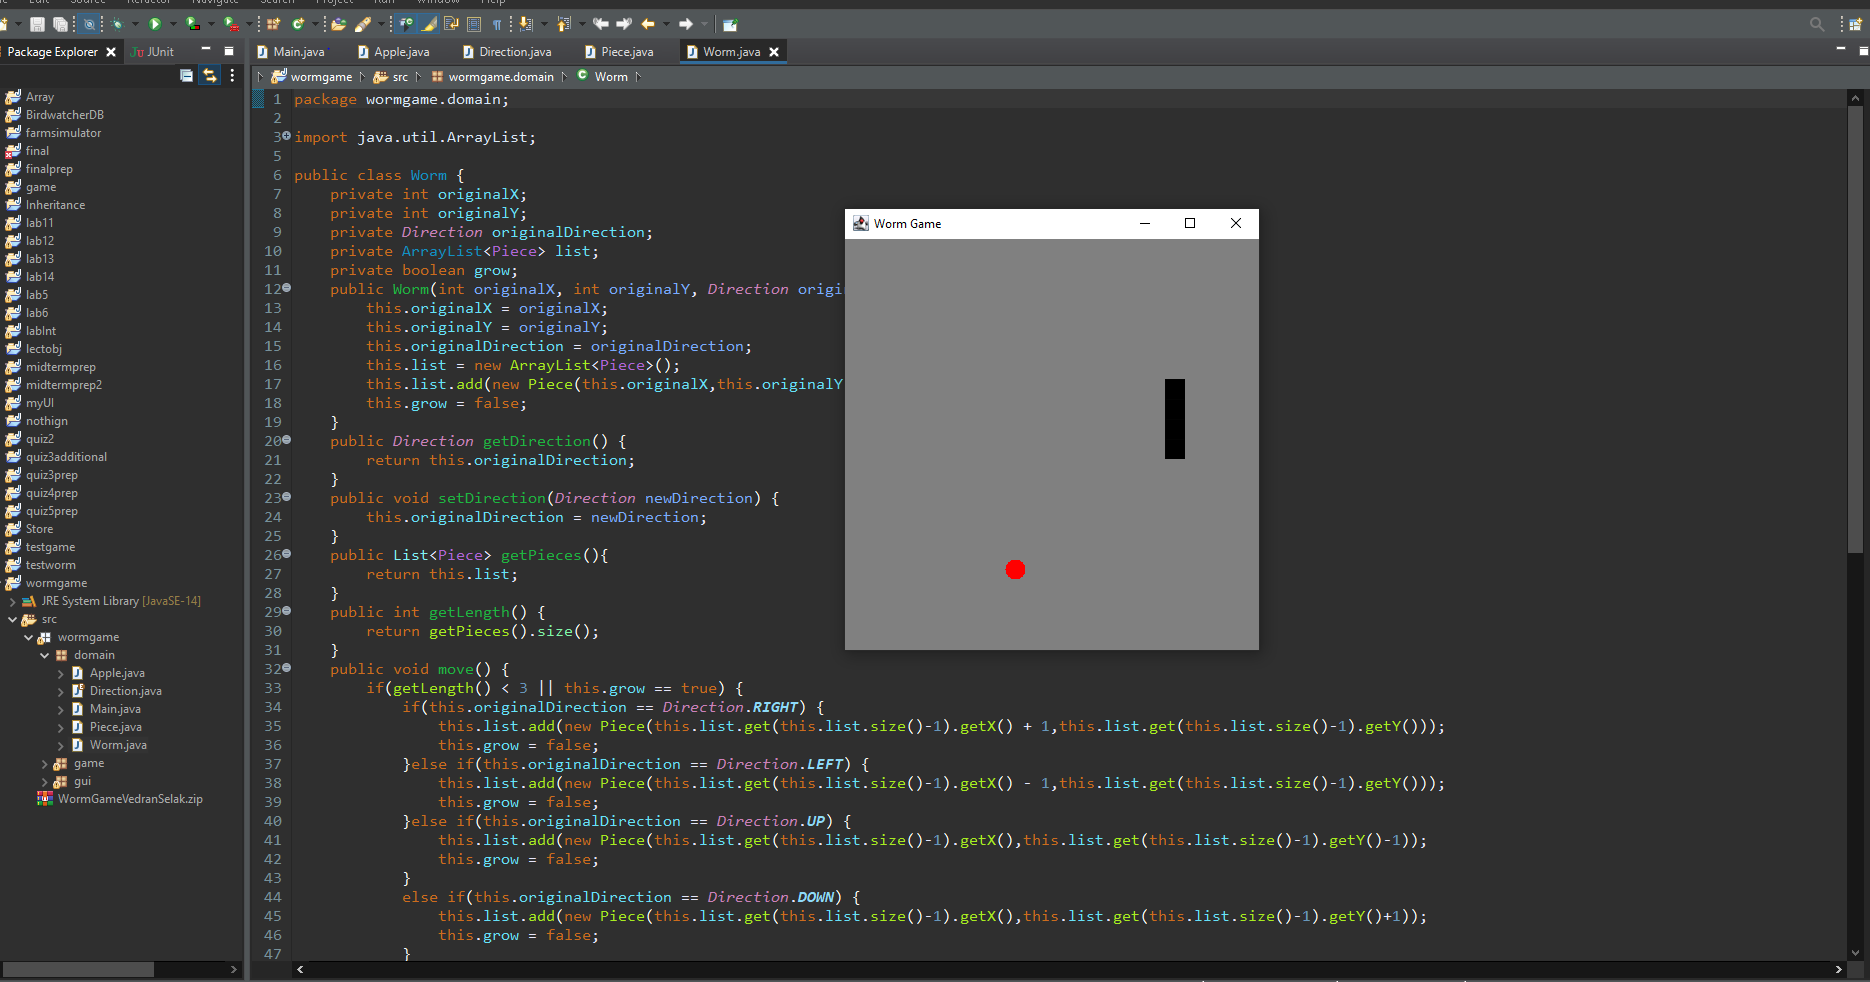 Edit Source Refactor Navigate Search Project Run Window Help
Package Explorer JUnit
Main.java Apple.java Direction.java Piece.java Worm.java
wormgame src wormgame.domain Worm
Array
BirdwatcherDB
farmsimulator
final
finalprep
game
Inheritance
lab11
lab12
lab13
lab14
lab5
lab6
labInt
lectobj
midtermprep
midtermprep2
myUI
nothign
quiz2
quiz3additional
quiz3prep
quiz4prep
quiz5prep
Store
testgame
testworm
wormgame
JRE System Library [JavaSE-14]
src
wormgame
domain
Apple.java
Direction.java
Main.java
Piece.java
Worm.java
game
gui
WormGameVedranSelak.zip
1 package wormgame.domain;
2
3 import java.util.ArrayList;
5
6 public class Worm {
7 private int originalX;
8 private int originalY;
9 private Direction originalDirection;
10 private ArrayList<Piece> list;
11 private boolean grow;
12 public Worm(int originalX, int originalY, Direction origi
13 this.originalX = originalX;
14 this.originalY = originalY;
15 this.originalDirection = originalDirection;
16 this.list = new ArrayList<Piece>();
17 this.list.add(new Piece(this.originalX,this.originalY
18 this.grow = false;
19 }
20 public Direction getDirection() {
21 return this.originalDirection;
22 }
23 public void setDirection(Direction newDirection) {
24 this.originalDirection = newDirection;
25 }
26 public List<Piece> getPieces(){
27 return this.list;
28 }
29 public int getLength() {
30 return getPieces().size();
31 }
32 public void move() {
33 if(getLength() < 3 || this.grow == true) {
34 if(this.originalDirection == Direction.RIGHT) {
35 this.list.add(new Piece(this.list.get(this.list.size()-1).getX() + 1,this.list.get(this.list.size()-1).getY()));
36 this.grow = false;
37 }else if(this.originalDirection == Direction.LEFT) {
38 this.list.add(new Piece(this.list.get(this.list.size()-1).getX() - 1,this.list.get(this.list.size()-1).getY()));
39 this.grow = false;
40 }else if(this.originalDirection == Direction.UP) {
41 this.list.add(new Piece(this.list.get(this.list.size()-1).getX(),this.list.get(this.list.size()-1).getY()-1));
42 this.grow = false;
43 }
44 else if(this.originalDirection == Direction.DOWN) {
45 this.list.add(new Piece(this.list.get(this.list.size()-1).getX(),this.list.get(this.list.size()-1).getY()+1));
46 this.grow = false;
47 }
Worm Game